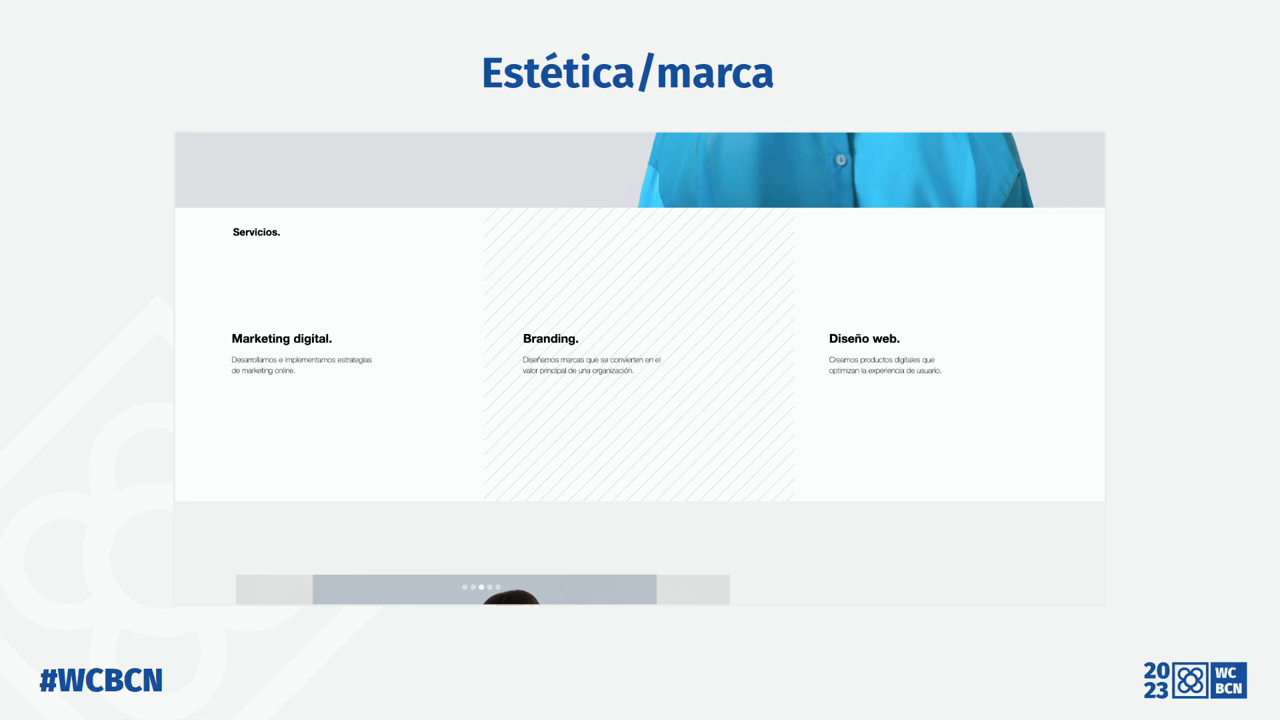 Estética/marca
Servicios.
Marketing digital.
Desarrollamos e implementamos estrategias
de marketing online.
Branding.
Diseñamos marcas que se convierten en el
valor principal de una organización.
Diseño web.
Creamos productos digitales que
optimizan la experiencia de usuario.
#WCBCN
20
23
WC
BCN